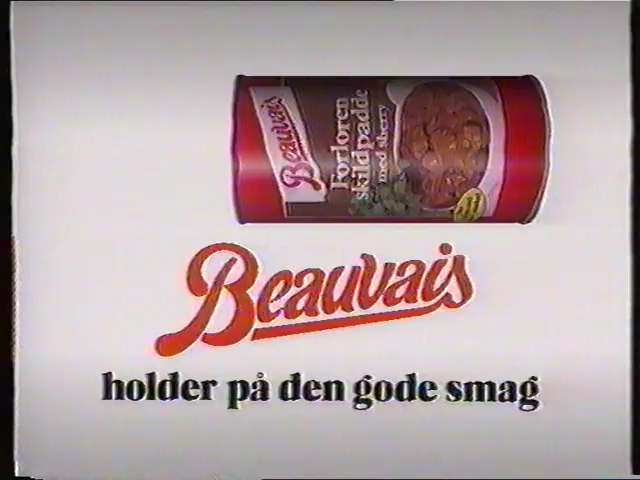 Beauvais
Forloren
skildpadde
med sherry
Beauvais
holder på den gode smag